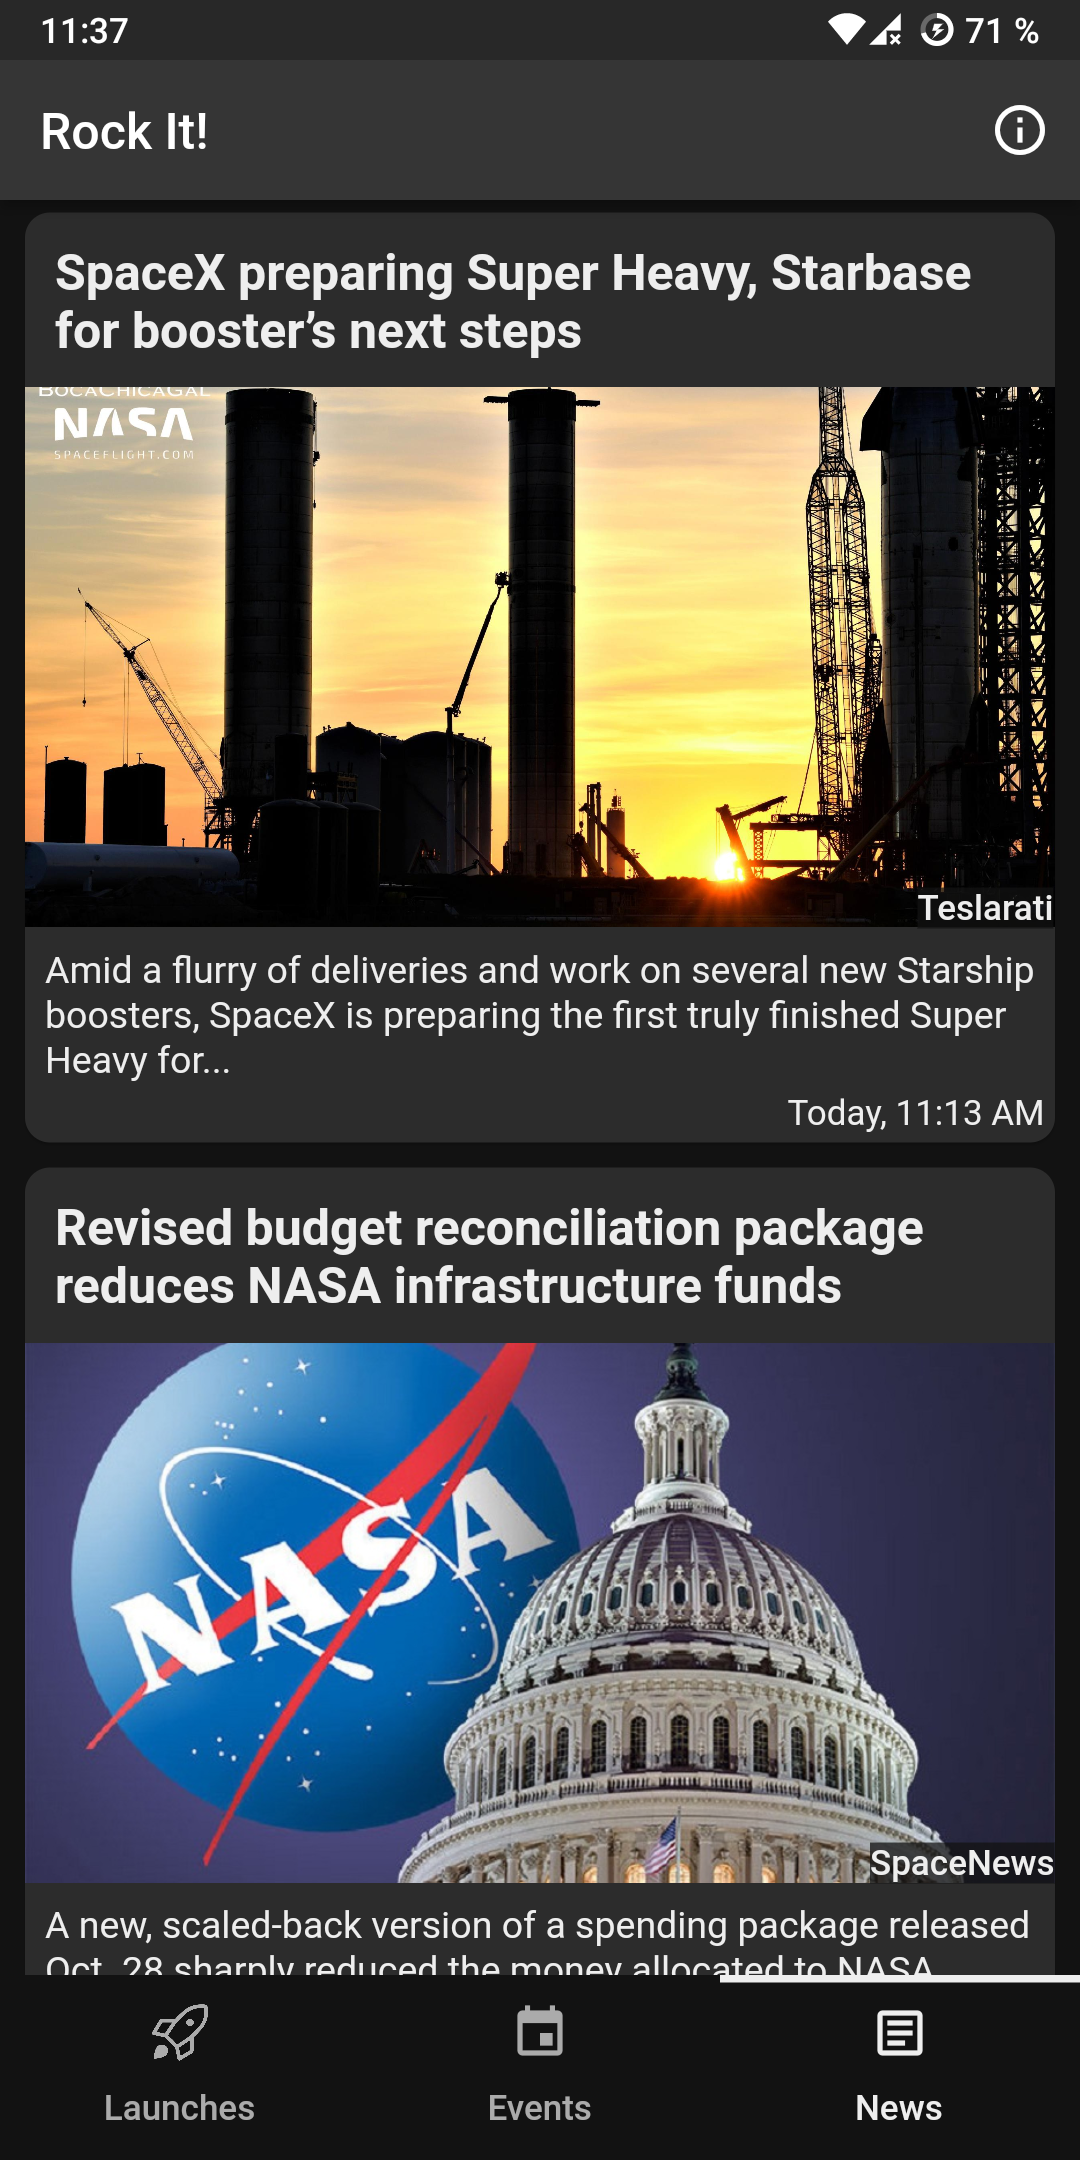 11:37
71 %
Rock It!
SpaceX preparing Super Heavy, Starbase
for booster’s next steps
BOCACHICAGAL
NASA
SPACEFLIGHT.COM
Teslarati
Amid a flurry of deliveries and work on several new Starship
boosters, SpaceX is preparing the first truly finished Super
Heavy for...
Today, 11:13 AM
Revised budget reconciliation package
reduces NASA infrastructure funds
NASA
SpaceNews
A new, scaled-back version of a spending package released
Oct. 28 sharply reduced the money allocated to NASA
Launches
Events
News